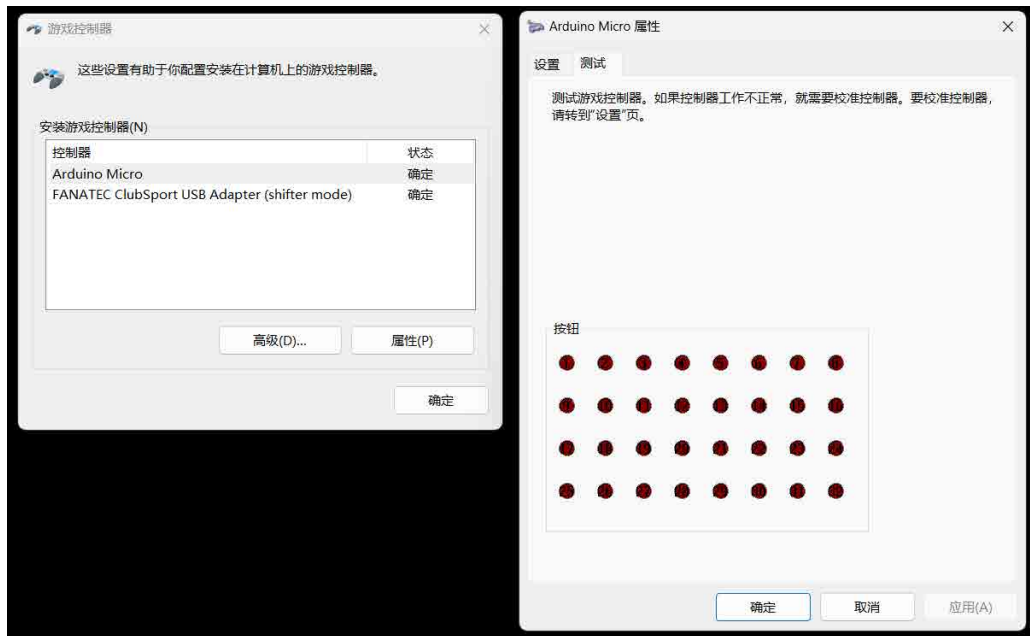 游戏控制器
这些设置有助于你配置安装在计算机上的游戏控制器。
安装游戏控制器(N)
控制器 状态
Arduino Micro 确定
FANATEC ClubSport USB Adapter (shifter mode) 确定
高级(D)... 属性(P)
确定
Arduino Micro 属性
设置 测试
测试游戏控制器。如果控制器工作不正常，就需要校准控制器。要校准控制器，
请转到“设置”页。
按钮
确定 取消 应用(A)